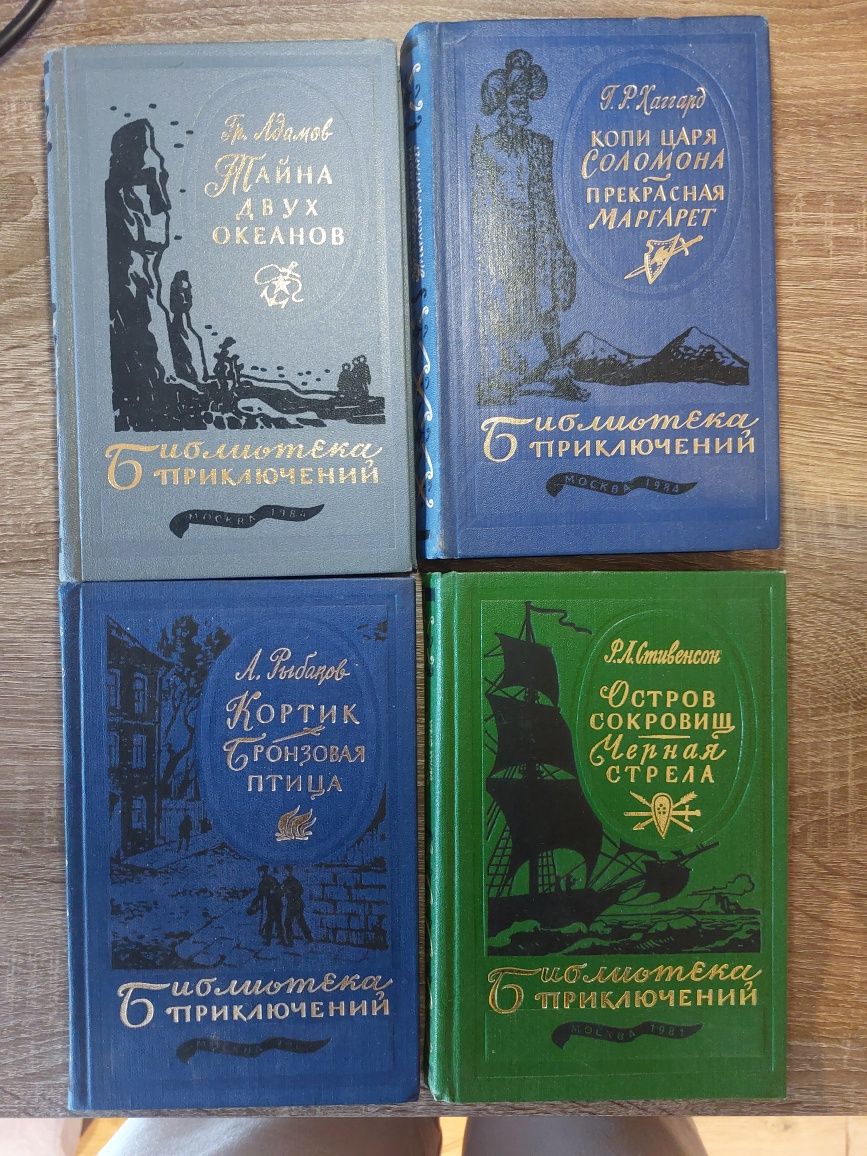 Гр. Адамов
Тайна
двух
океанов
Библиотека
приключений
МОСКВА 1984
Г. Р. Хаггард
Копи царя
Соломона
Прекрасная
Маргарет
Библиотека
приключений
МОСКВА 1984
А. Рыбаков
Кортик
Бронзовая
птица
Библиотека
приключений
МОСКВА
Р. Л. Стивенсон
Остров
сокровищ
Черная
стрела
Библиотека
приключений
МОСКВА 1981